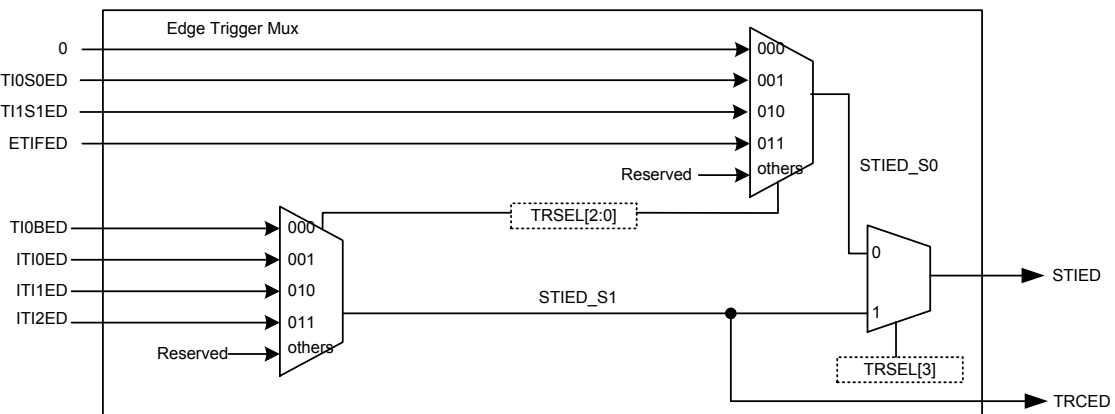 Edge Trigger Mux
0
000
TI0S0ED
001
TI1S1ED
010
ETIFED
011
Reserved
others
STIED_S0
TRSEL[2:0]
TI0BED
000
ITI0ED
001
ITI1ED
010
ITI2ED
011
Reserved
others
STIED_S1
0
STIED
1
TRSEL[3]
TRCED